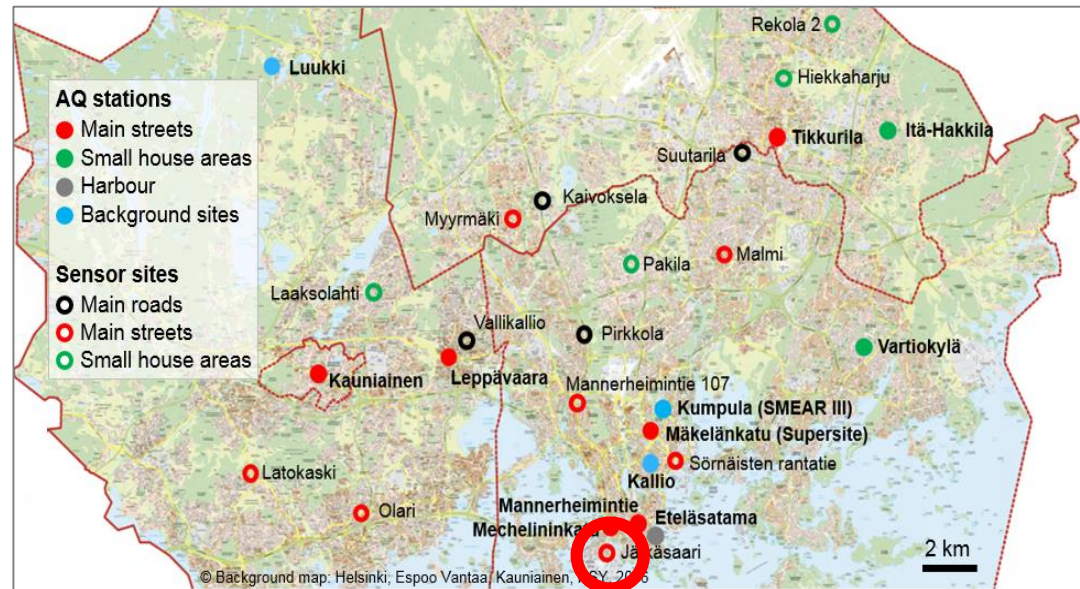 Rekola 2
Luukki
Hiekkaharju
AQ stations
Main streets
Small house areas
Harbour
Background sites
Itä-Hakkila
Tikkurila
Suutarila
Kaivoksela
Myyrmäki
Malmi
Pakila
Sensor sites
Main roads
Main streets
Small house areas
Laaksolahti
Vallikallio
Pirkkola
Vartiokylä
Leppävaara
Kauniainen
Mannerheimintie 107
Kumpula (SMEAR III)
Mäkelänkatu (Supersite)
Sörnäisten rantatie
Kallio
Latokaski
Olari
Mannerheimintie
Eteläsatama
2 km
© Background map: Helsinki, Espoo Vantaa, Kauniainen,